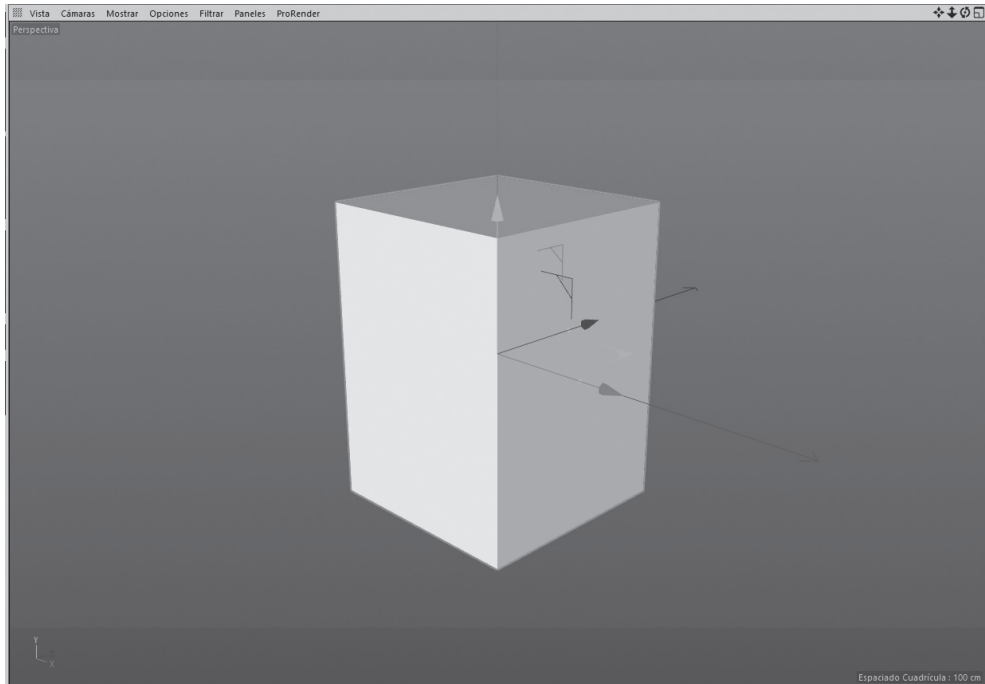 Vista Cámaras Mostrar Opciones Filtrar Paneles ProRender
Perspectiva
Y
X
Espaciado Cuadrícula : 100 cm